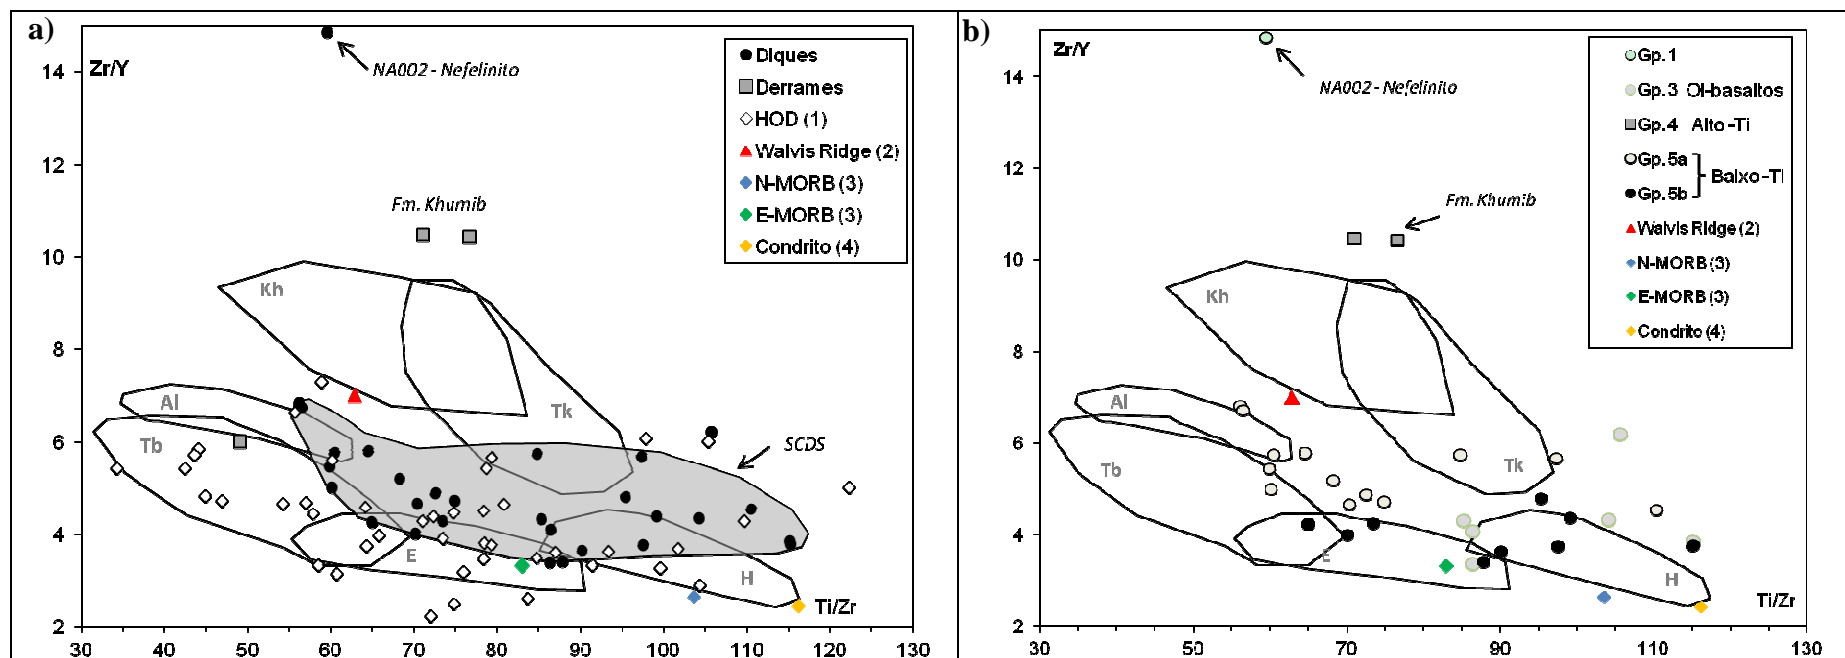 a)
Zr/Y
NA002 - Nefelinito
Diques
Derrames
HOD (1)
Walvis Ridge (2)
N-MORB (3)
E-MORB (3)
Condrito (4)
Fm. Khumib
Kh
Al
Tk
Tb
SCDS
E
H
Ti/Zr
14
12
10
8
6
4
2
30 40 50 60 70 80 90 100 110 120 130
b)
Zr/Y
NA002 - Nefelinito
Gp. 1
Gp. 3 Ol-basaltos
Gp. 4 Alto-Ti
Gp. 5a
Baixo-Ti
Gp. 5b
Walvis Ridge (2)
N-MORB (3)
E-MORB (3)
Condrito (4)
Fm. Khumib
Kh
Al
Tk
Tb
E
H
Ti/Zr
14
12
10
8
6
4
2
30 50 70 90 110 130